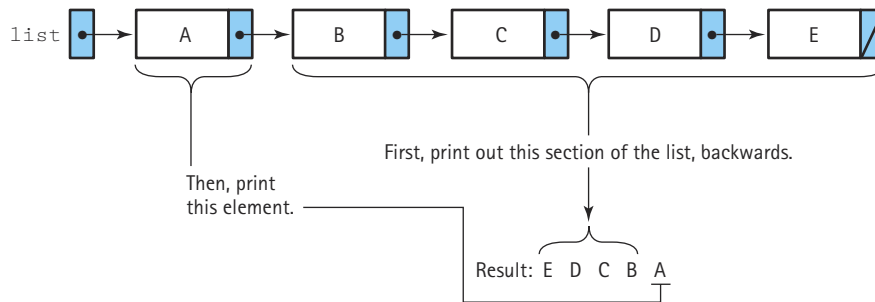 list A B C D E
First, print out this section of the list, backwards.
Then, print
this element.
Result: E D C B A